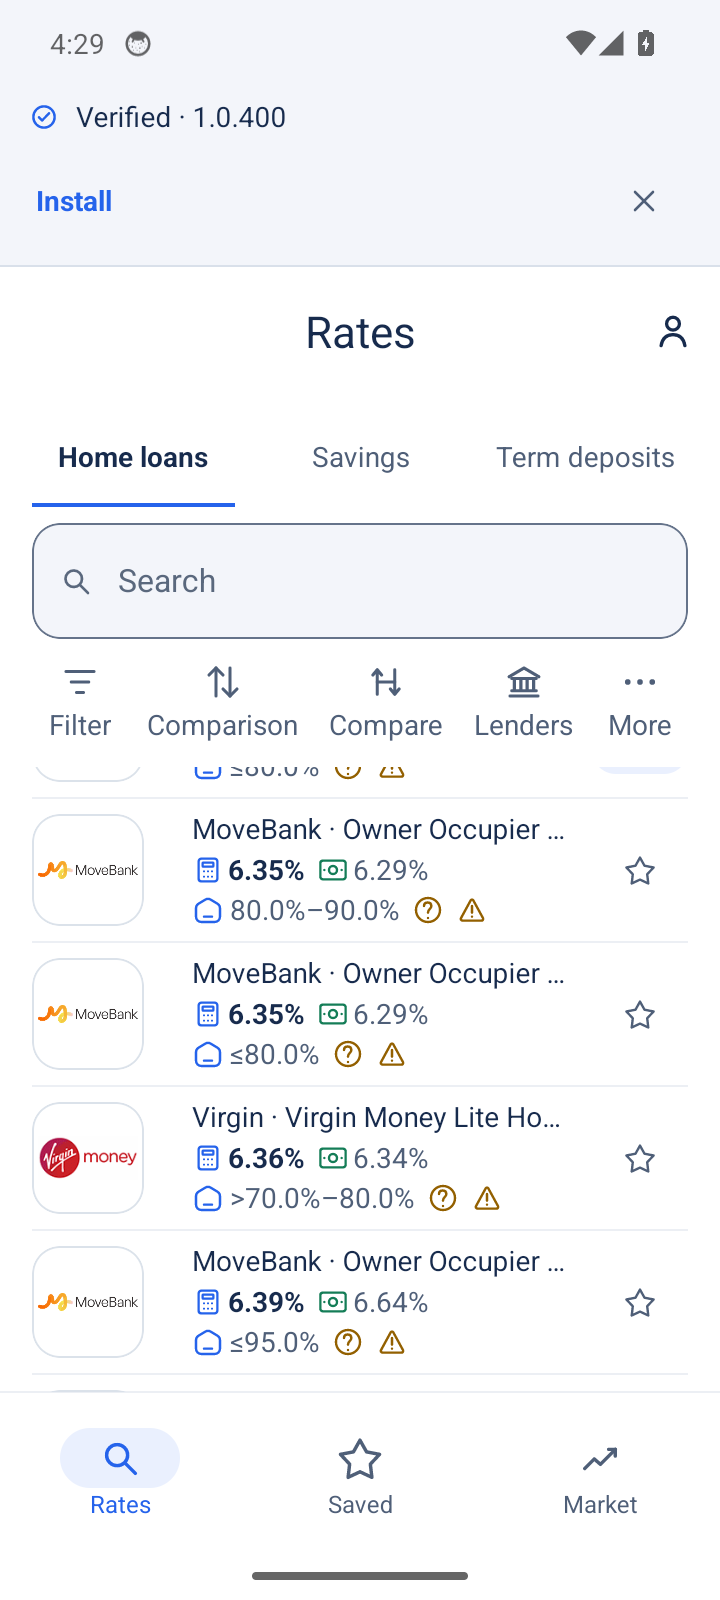 4:29
Verified · 1.0.400
Install
Rates
Home loans
Savings
Term deposits
Search
Filter
Comparison
Compare
Lenders
More
≤80.0%
MoveBank
MoveBank · Owner Occupier ...
6.35% 6.29%
80.0%–90.0%
MoveBank
MoveBank · Owner Occupier ...
6.35% 6.29%
≤80.0%
Virgin money
Virgin · Virgin Money Lite Ho...
6.36% 6.34%
>70.0%–80.0%
MoveBank
MoveBank · Owner Occupier ...
6.39% 6.64%
≤95.0%
Rates
Saved
Market